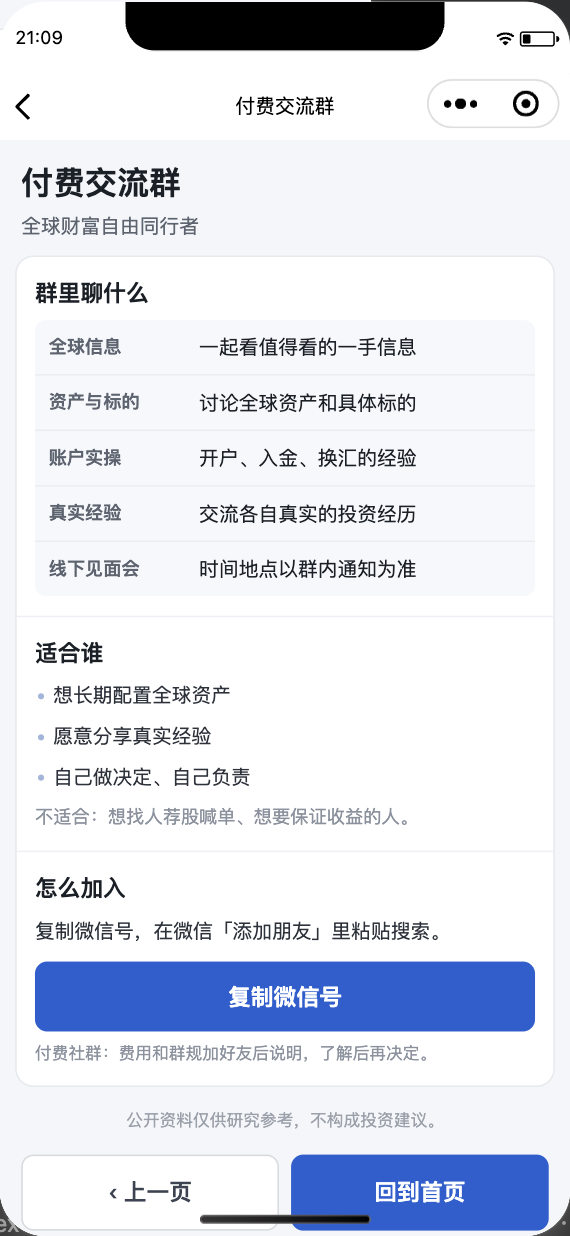 21:09
付费交流群
付费交流群
全球财富自由同行者
群里聊什么
全球信息 一起看值得看的一手信息
资产与标的 讨论全球资产和具体标的
账户实操 开户、入金、换汇的经验
真实经验 交流各自真实的投资经历
线下见面会 时间地点以群内通知为准
适合谁
• 想长期配置全球资产
• 愿意分享真实经验
• 自己做决定、自己负责
不适合：想找人荐股喊单、想要保证收益的人。
怎么加入
复制微信号，在微信「添加朋友」里粘贴搜索。
复制微信号
付费社群：费用和群规加好友后说明，了解后再决定。
公开资料仅供研究参考，不构成投资建议。
‹ 上一页 回到首页